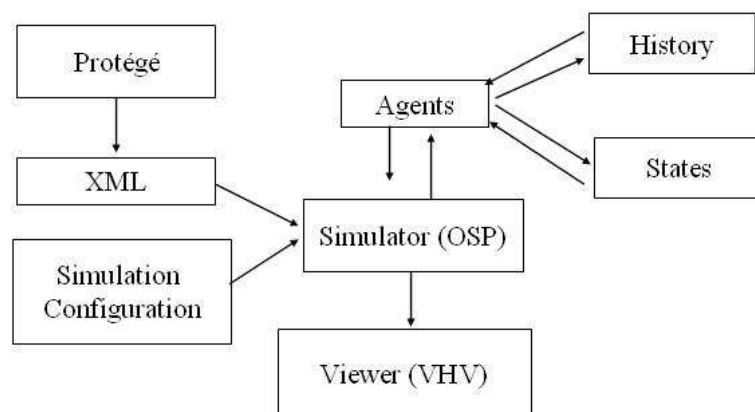 Protégé
History
Agents
XML
States
Simulator (OSP)
Simulation
Configuration
Viewer (VHV)